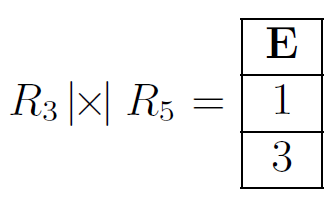 E
R₃ |×| R₅ = 1
3